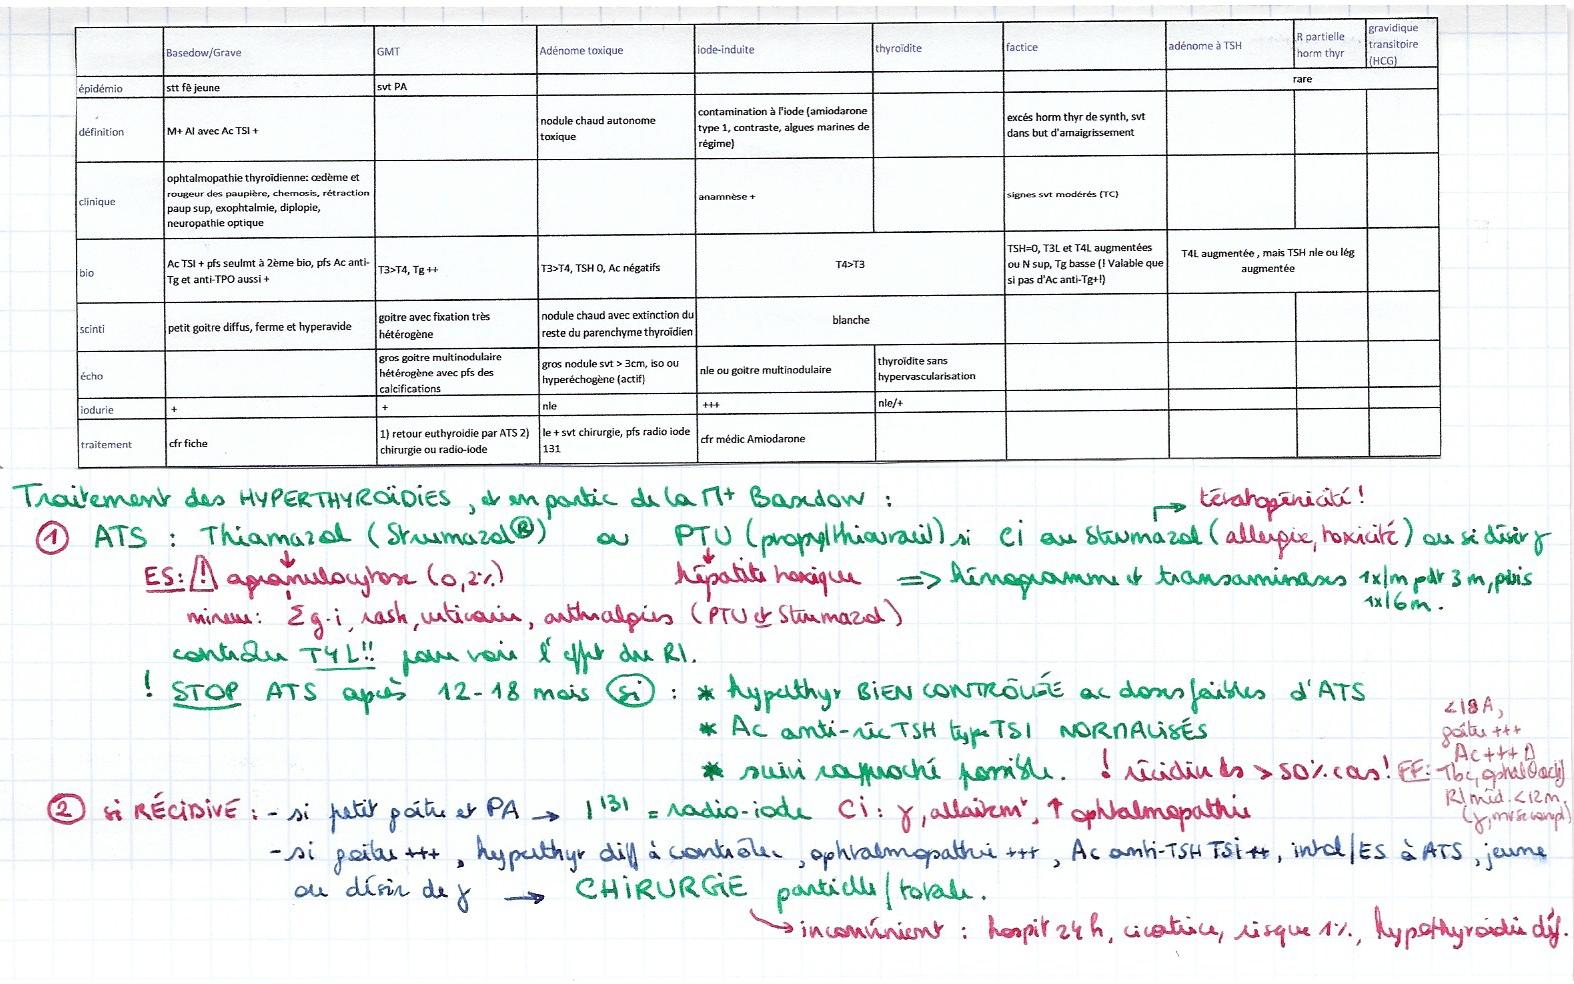 Basedow/Grave GMT Adénome toxique iode-induite thyroïdite factice adénome à TSH R partielle horm thyr gravidique transitoire (HCG)
épidémio stt fê jeune svt PA rare
définition M+ AI avec Ac TSI + nodule chaud autonome toxique contamination à l'iode (amiodarone type 1, contraste, algues marines de régime) excés horm thyr de synth, svt dans but d'amaigrissement
clinique ophtalmopathie thyroïdienne: œdème et rougeur des paupière, chemosis, rétraction paup sup, exophtalmie, diplopie, neuropathie optique anamnèse + signes svt modérés (TC)
bio Ac TSI + pfs seulmt à 2ème bio, pfs Ac anti-Tg et anti-TPO aussi + T3>T4, Tg ++ T3>T4, TSH 0, Ac négatifs T4>T3 TSH=0, T3L et T4L augmentées ou N sup, Tg basse (! Valable que si pas d'Ac anti-Tg+!) T4L augmentée , mais TSH nle ou lég augmentée
scinti petit goitre diffus, ferme et hyperavide goitre avec fixation très hétérogène nodule chaud avec extinction du reste du parenchyme thyroïdien blanche
écho gros goitre multinodulaire hétérogène avec pfs des calcifications gros nodule svt > 3cm, iso ou hyperéchogène (actif) nle ou goitre multinodulaire thyroïdite sans hypervascularisation
iodurie + + nle +++ nle/+
traitement cfr fiche 1) retour euthyroidie par ATS 2) chirurgie ou radio-iode le + svt chirurgie, pfs radio iode 131 cfr médic Amiodarone
Traitement des HYPERTHYROÏDIES, et en partic de la M+ Basedow :
→ tératogénicité !
① ATS : Thiamazol (Strumazol®) ou PTU (propylthiouracil) si CI au Strumazol (allergie, toxicité) ou si désir γ
ES: ! agranulocytose (0,2%) hépatite toxique => hémogramme et transaminases 1x/m pdt 3 m, puis
1x/6m.
mineur: Σ g-i, rash, urticaire, arthralgies (PTU et Strumazol)
contrôler T4L!! pour voir l'effet du RI.
! STOP ATS après 12-18 mois si : * hyperthyr BIEN CONTRÔLÉE ac doses faibles d'ATS
* Ac anti-réc TSH type TSI NORMALISÉS
* suivi rapproché possible. ! récidive ds > 50% cas!
<18A,
goitre +++
Ac +++
FF: Tbc, ophtal
RI méd. <12m,
② si RÉCIDIVE : - si petit goitre et PA → I¹³¹ = radio-iode CI : γ, allaitemt, ↑ ophtalmopathie
- si goitre +++, hyperthyr diff à contrôler, ophtalmopathie +++, Ac anti-TSH TSI ++, intol/ES à ATS, jeune
ou désir de γ → CHIRURGIE partielle/totale.
→ inconvénient : hospit 24h, cicatrice, risque 1%, hypothyroïdie déf.